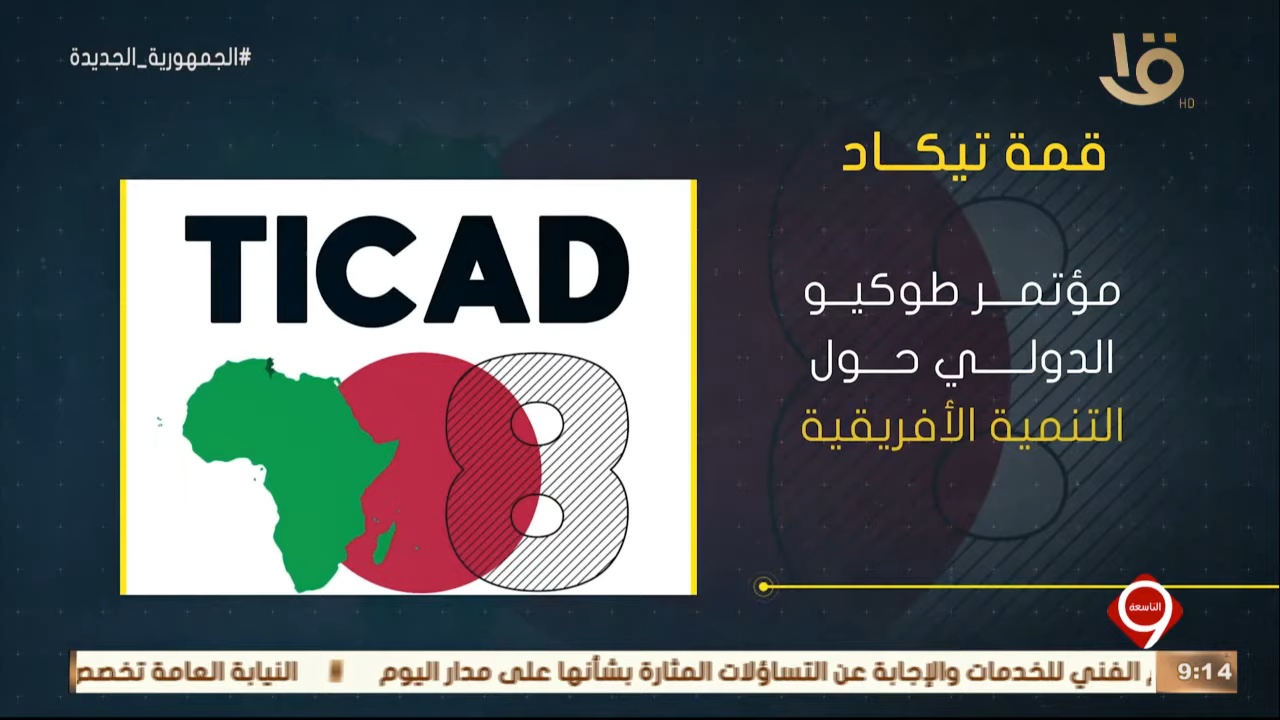 #الجمهورية_الجديدة
HD
قمة تيكاد
TICAD
8
مؤتمر طوكيو
الدولي حول
التنمية الأفريقية
التاسعة
9
الفني للخدمات والإجابة عن التساؤلات المثارة بشأنها على مدار اليوم
النيابة العامة تخصص
9:14